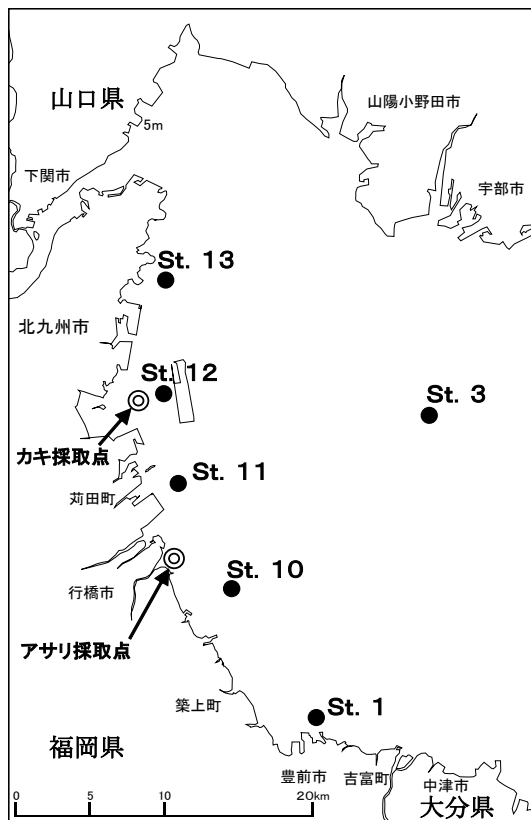 山口県
山陽小野田市
5m
下関市
宇部市
St. 13
北九州市
St. 12
St. 3
カキ採取点
St. 11
苅田町
St. 10
行橋市
アサリ採取点
築上町
St. 1
福岡県
豊前市
吉富町
中津市
大分県
0 5 10 20km